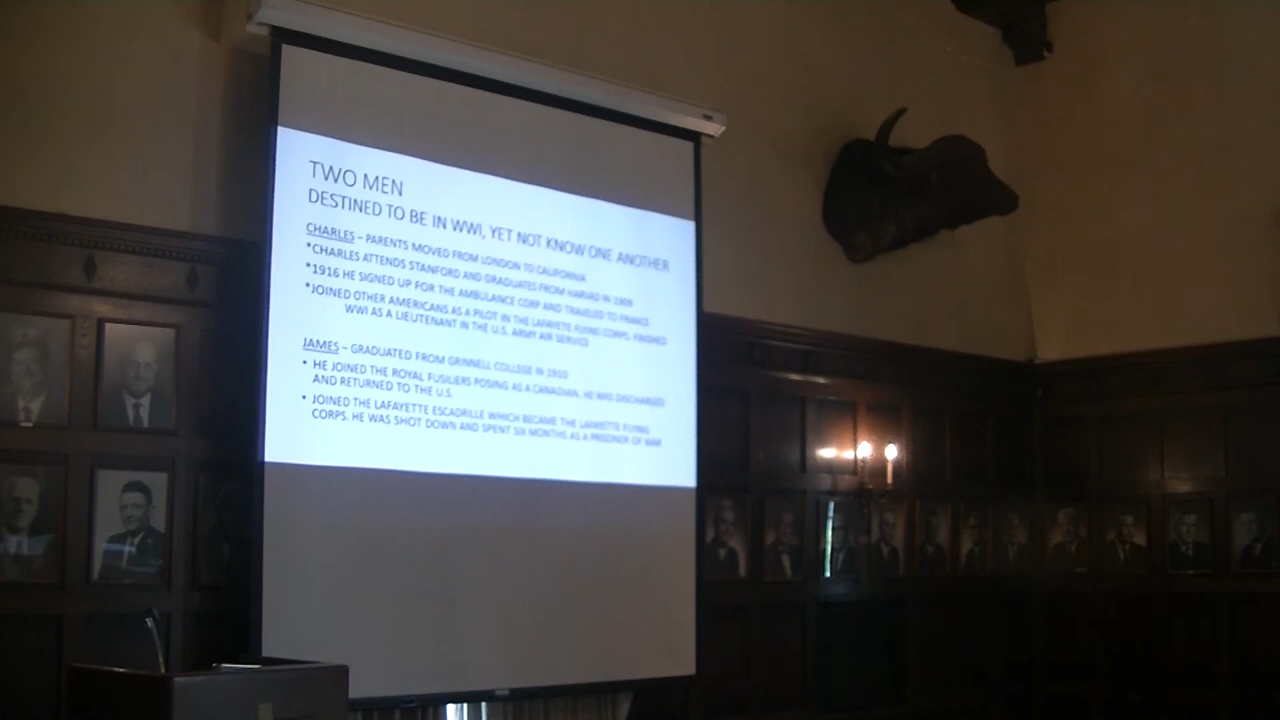 TWO MEN
DESTINED TO BE IN WWI, YET NOT KNOW ONE ANOTHER
CHARLES – PARENTS MOVED FROM LONDON TO CALIFORNIA
*CHARLES ATTENDS STANFORD AND GRADUATES FROM HARVAD IN 1909
*1916 HE SIGNED UP FOR THE AMBULANCE CORP AND TRAVELED TO FRANCE
*JOINED OTHER AMERICANS AS A PILOT IN THE LAFAYETE FLYING CORPS. FINISHED
WWI AS A LIEUTENANT IN THE U.S. ARMY AIR SERVICE
JAMES – GRADUATED FROM GRINNELL COLLEGE IN 1910
• HE JOINED THE ROYAL FUSILIERS POSING AS A CANADIAN. HE WAS DISCHARGED
AND RETURNED TO THE U.S.
• JOINED THE LAFAYETTE ESCADRILLE WHICH BECAME THE LAFAYETTE FLYING
CORPS. HE WAS SHOT DOWN AND SPENT SIX MONTHS AS A PRISONER OF WAR